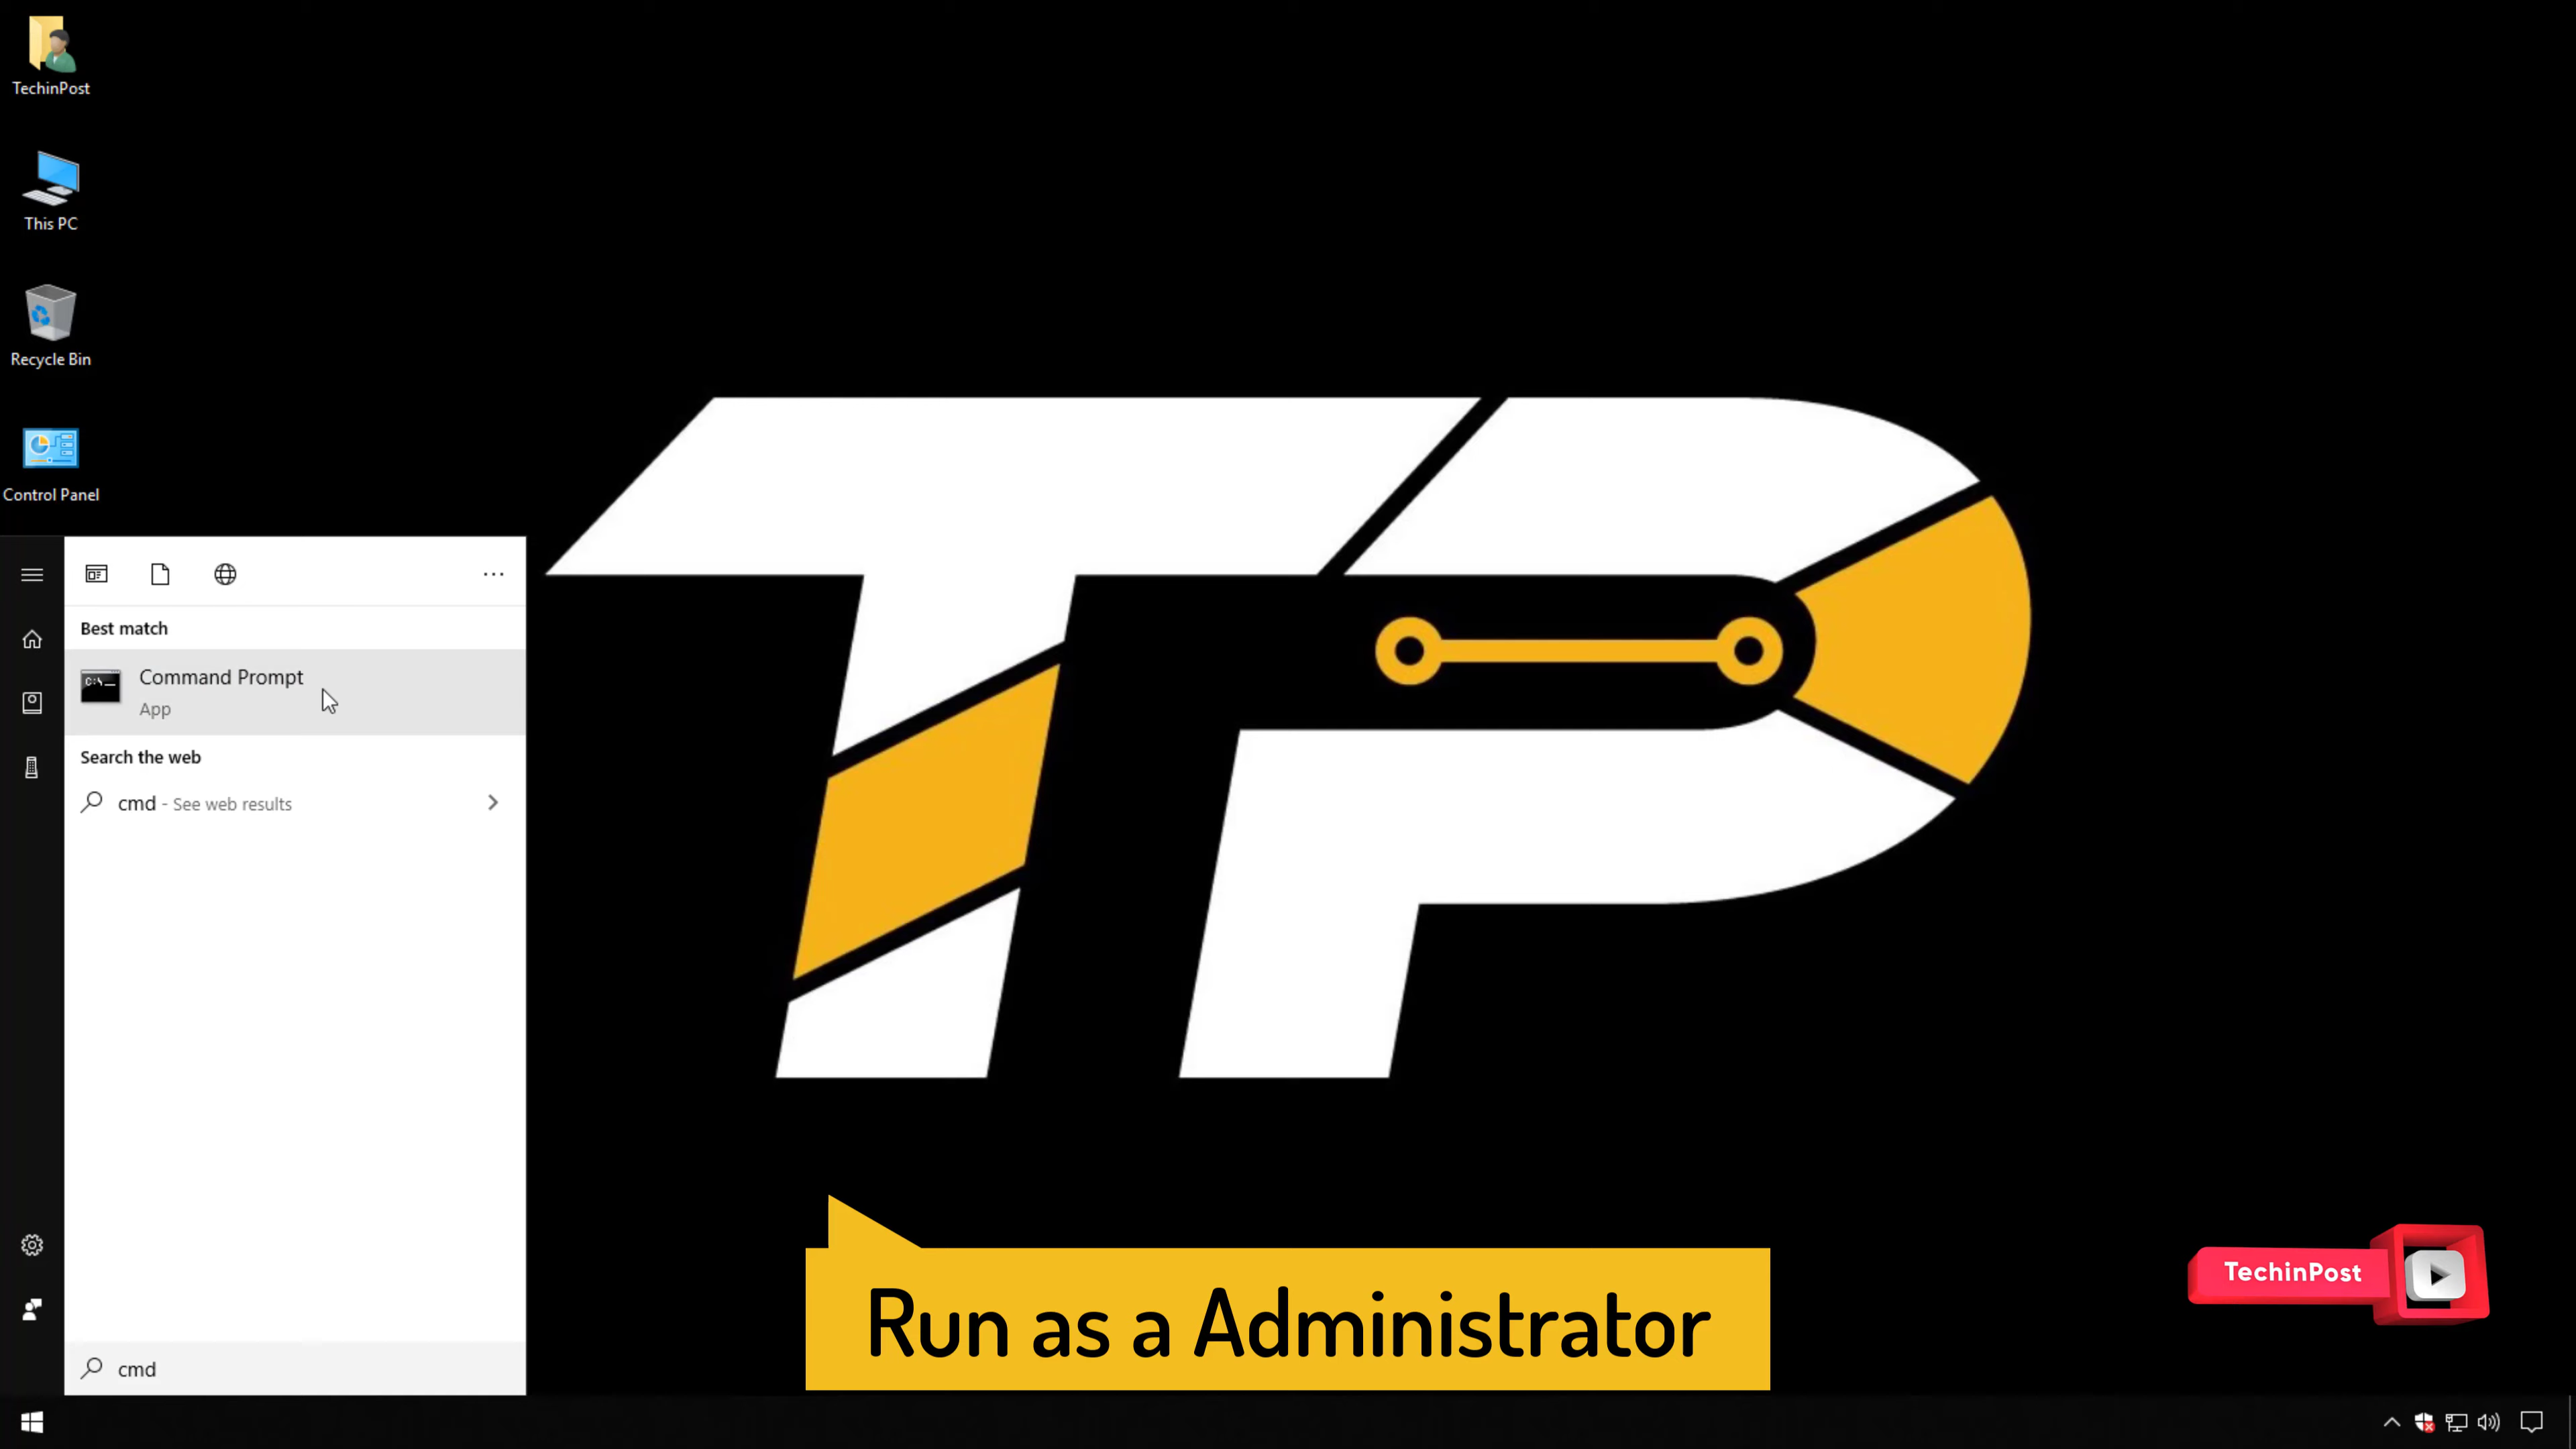 TechinPost
This PC
Recycle Bin
Control Panel
Best match
C:\_
Command Prompt
App
Search the web
cmd - See web results
cmd
TP
Run as a Administrator
TechinPost